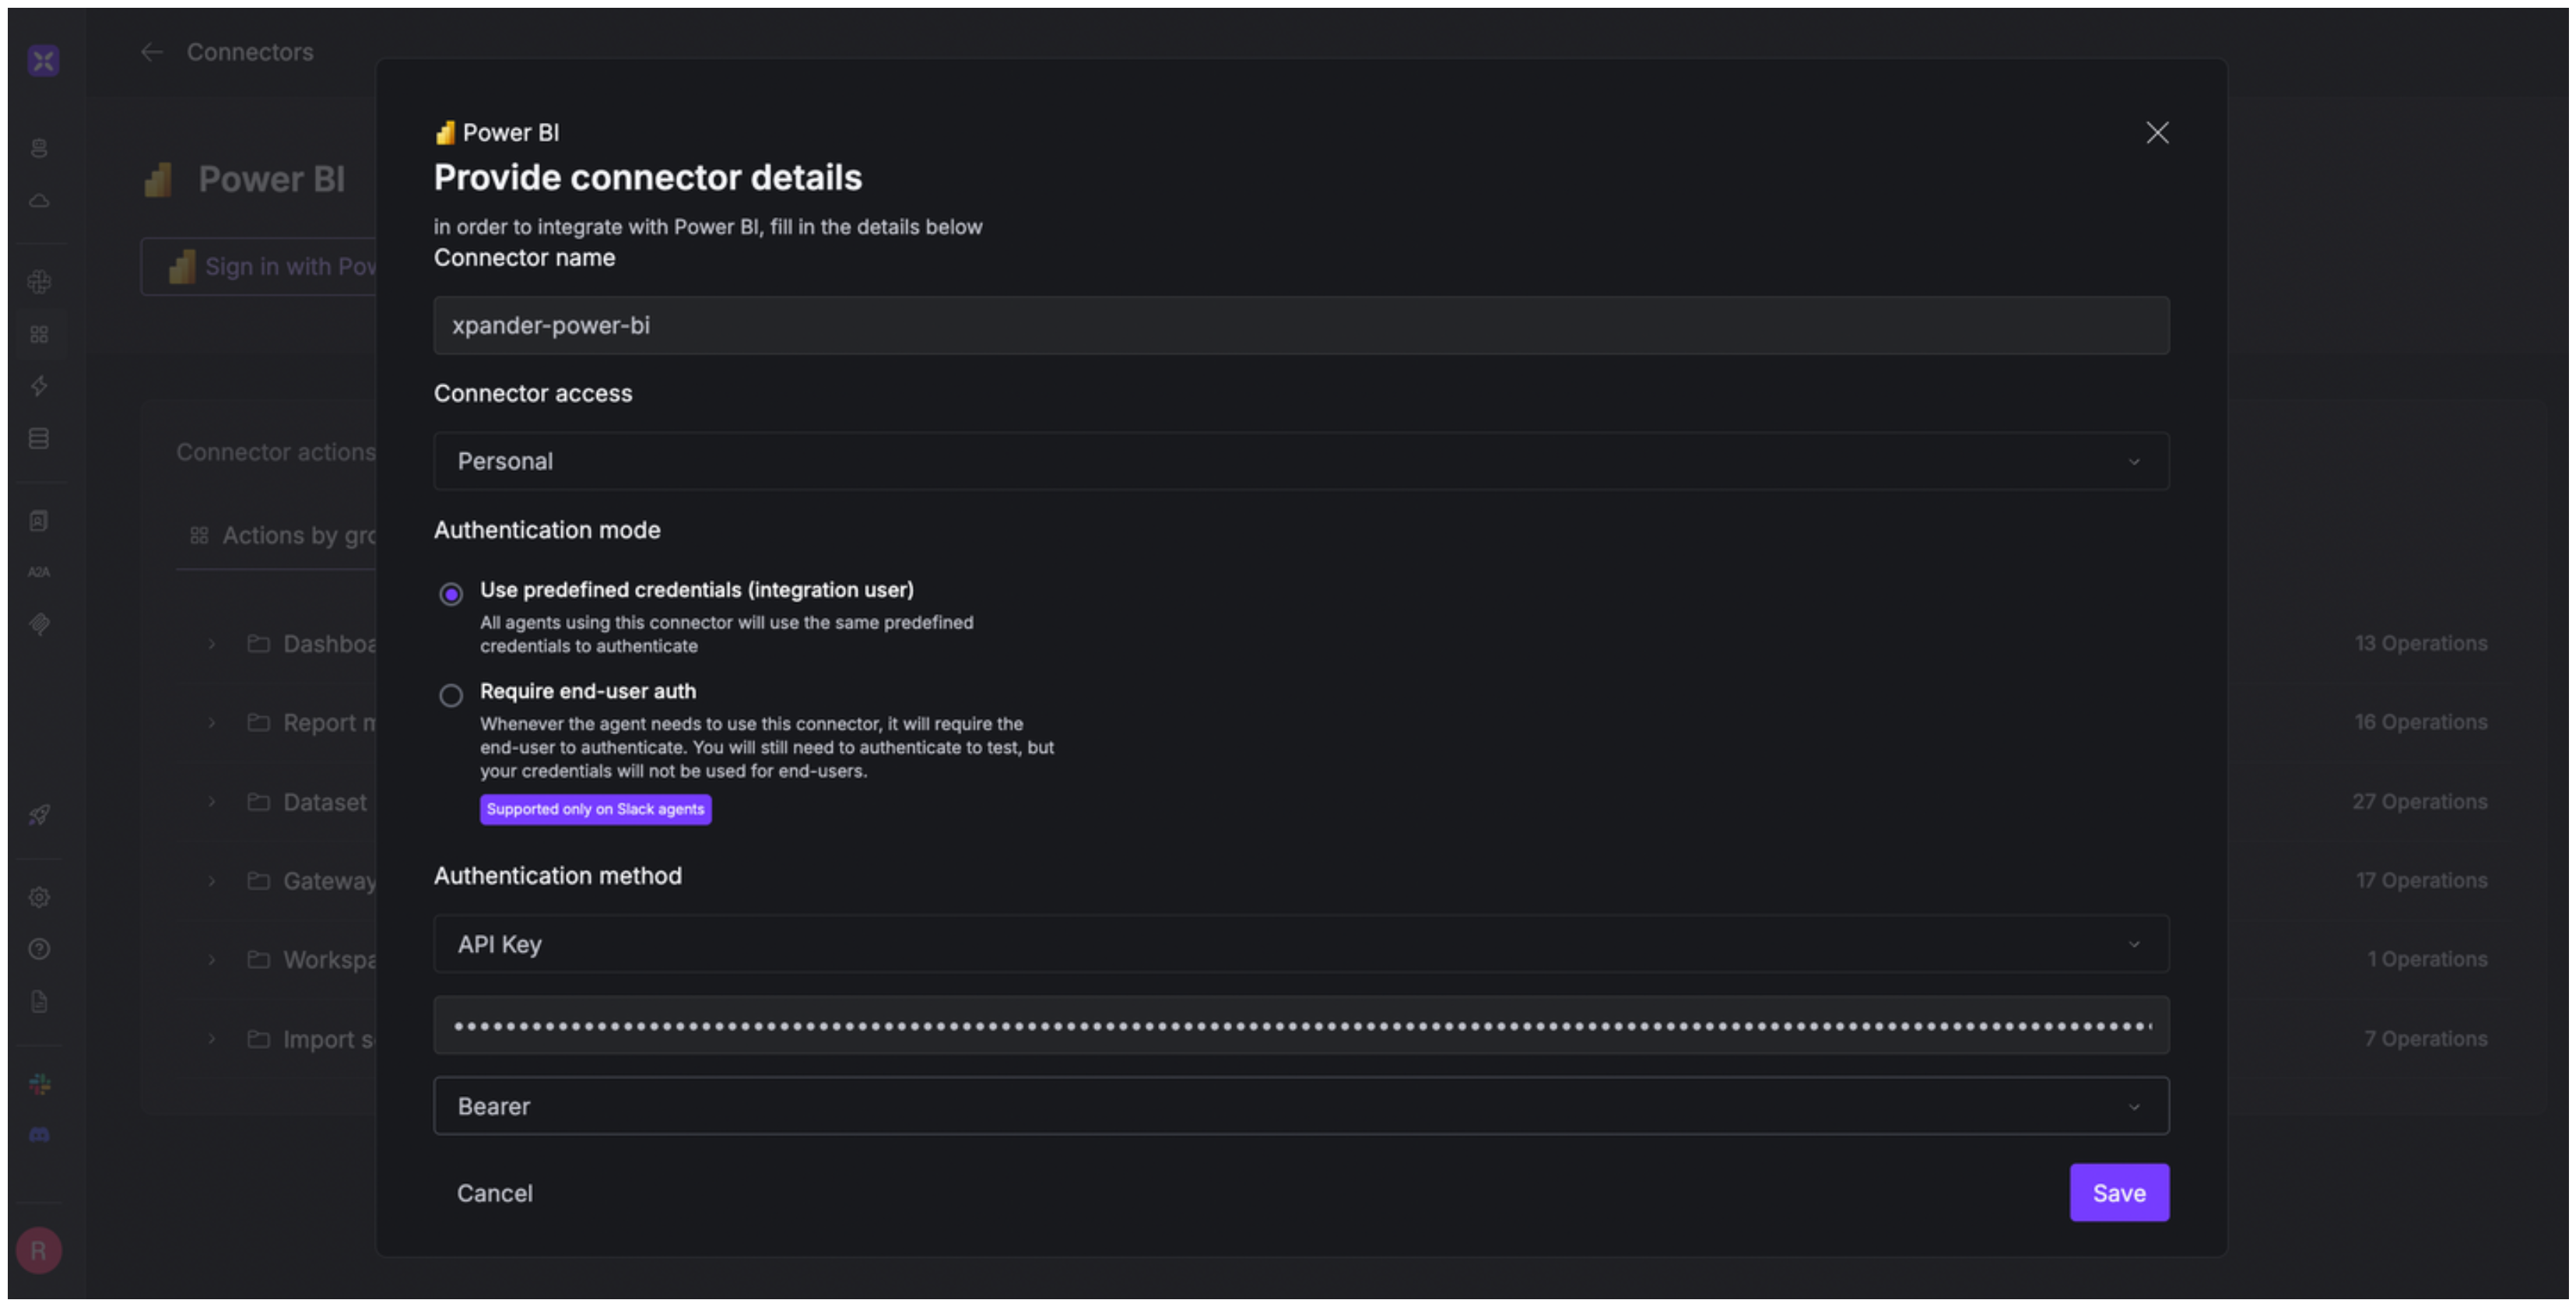 Connectors
Power BI
Sign in with Pow
Connector actions
Actions by gro
Dashboa
Report m
Dataset
Gateway
Workspa
Import s
A2A
R
Power BI
Provide connector details
in order to integrate with Power BI, fill in the details below
Connector name
xpander-power-bi
Connector access
Personal
Authentication mode
Use predefined credentials (integration user)
All agents using this connector will use the same predefined
credentials to authenticate
Require end-user auth
Whenever the agent needs to use this connector, it will require the
end-user to authenticate. You will still need to authenticate to test, but
your credentials will not be used for end-users.
Supported only on Slack agents
Authentication method
API Key
Bearer
Cancel
Save
13 Operations
16 Operations
27 Operations
17 Operations
1 Operations
7 Operations